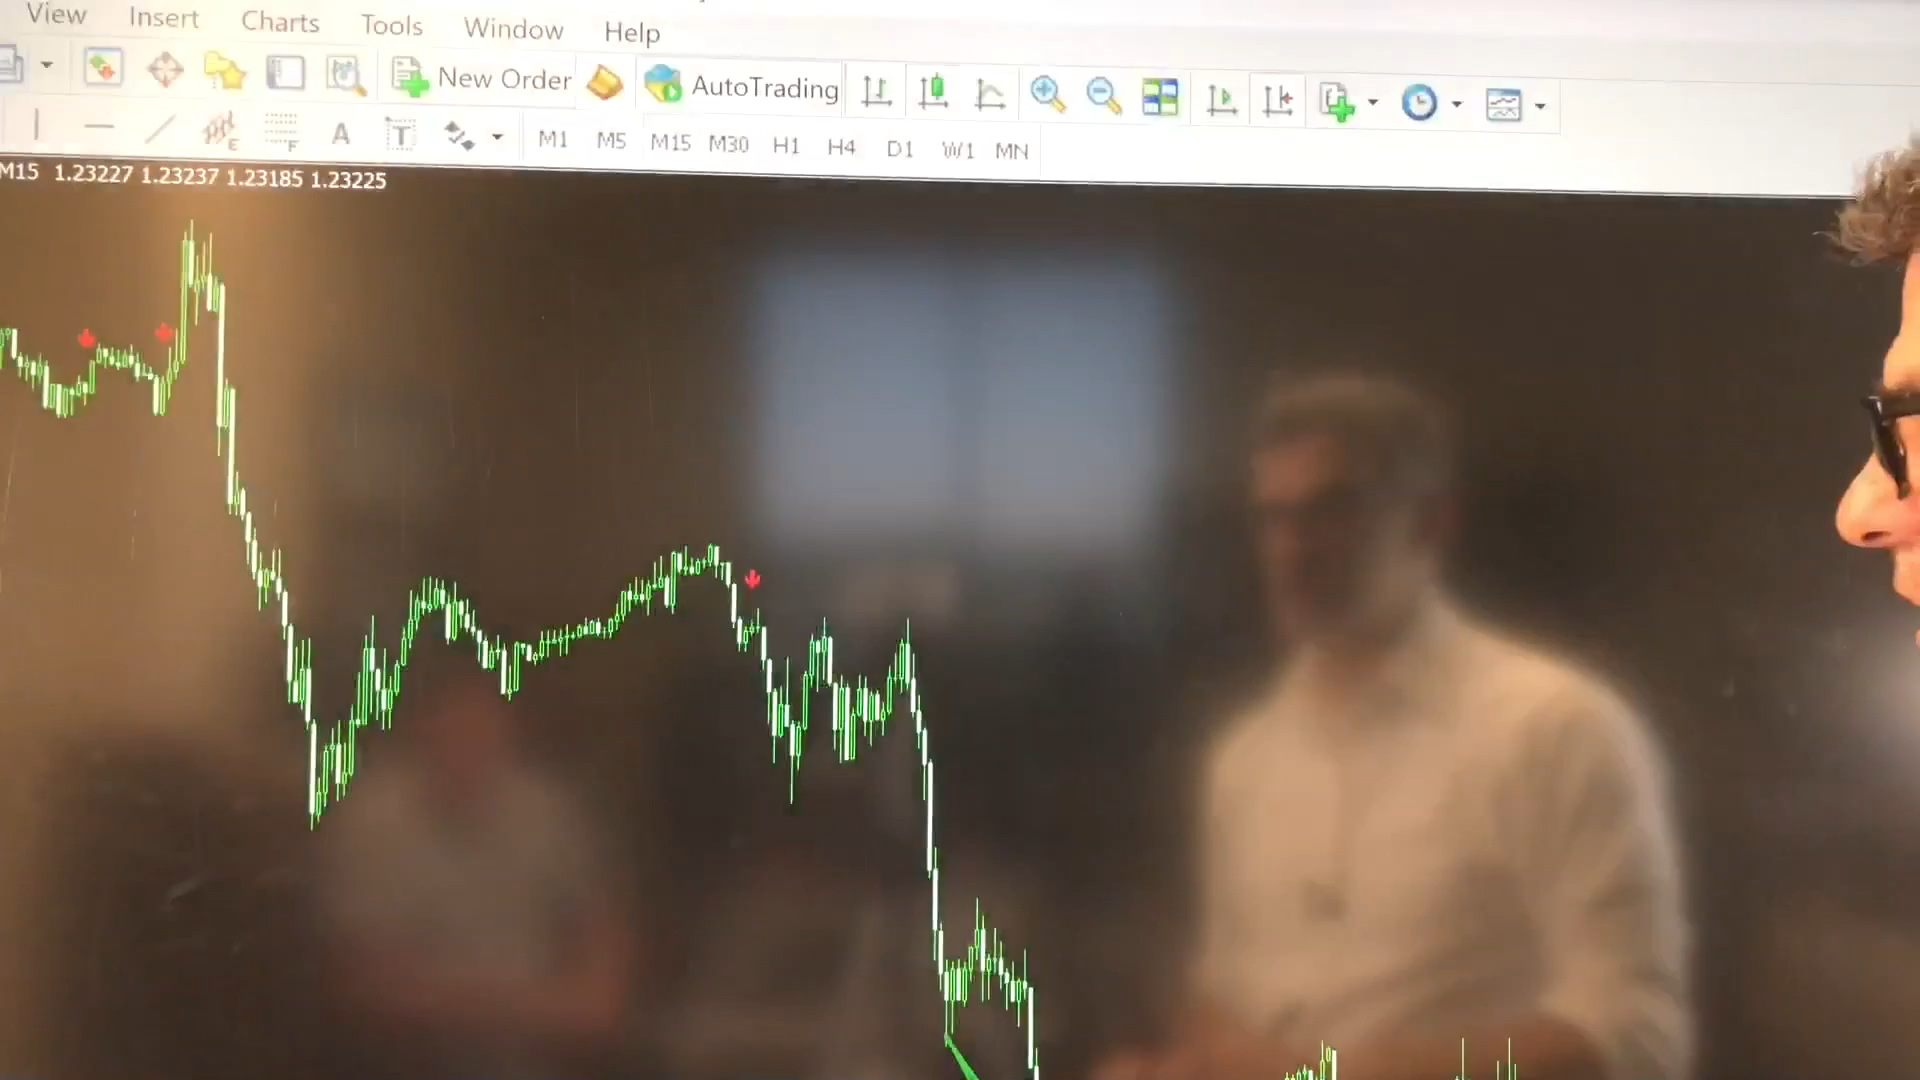 View Insert Charts Tools Window Help
New Order AutoTrading
A T M1 M5 M15 M30 H1 H4 D1 W1 MN
M15 1.23227 1.23237 1.23185 1.23225